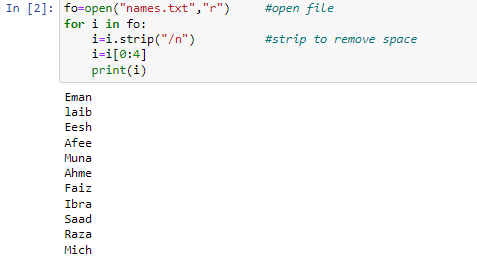 In [2]: fo=open("names.txt","r")     #open file
for i in fo:
    i=i.strip("/n")          #strip to remove space
    i=i[0:4]
    print(i)
Eman
laib
Eesh
Afee
Muna
Ahme
Faiz
Ibra
Saad
Raza
Mich